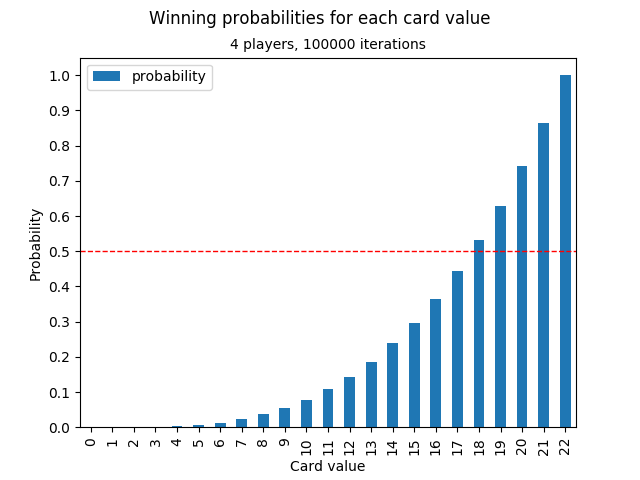 Winning probabilities for each card value
4 players, 100000 iterations
probability
1.0
0.9
0.8
0.7
0.6
0.5
0.4
0.3
0.2
0.1
0.0
Probability
0 1 2 3 4 5 6 7 8 9 10 11 12 13 14 15 16 17 18 19 20 21 22
Card value